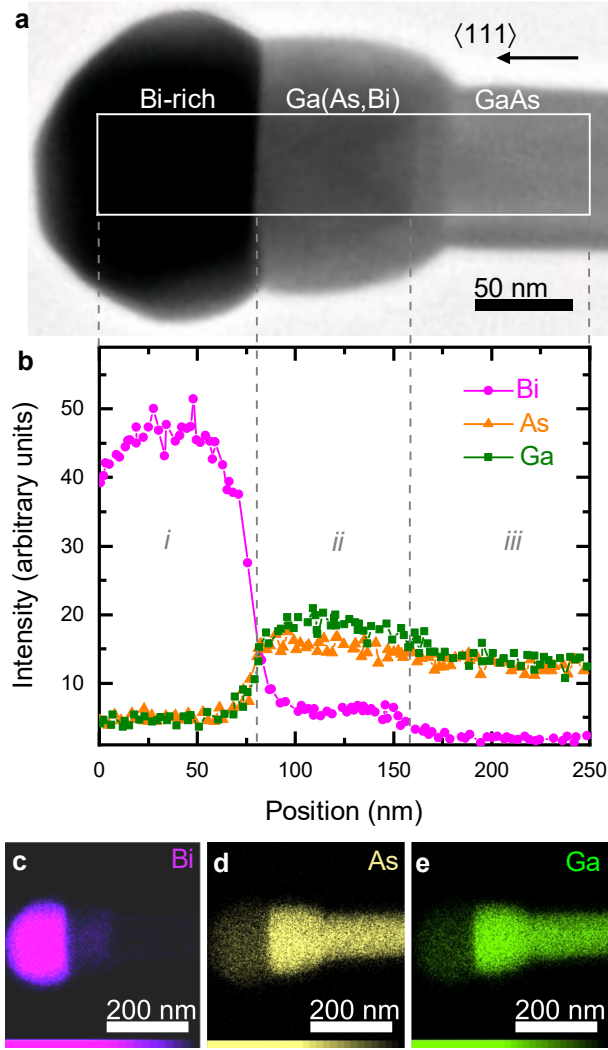 a
⟨111⟩
Bi-rich Ga(As,Bi) GaAs
50 nm
b
Intensity (arbitrary units)
50
40
30
20
10
Bi
As
Ga
i ii iii
0 50 100 150 200 250
Position (nm)
c Bi
200 nm
d As
200 nm
e Ga
200 nm